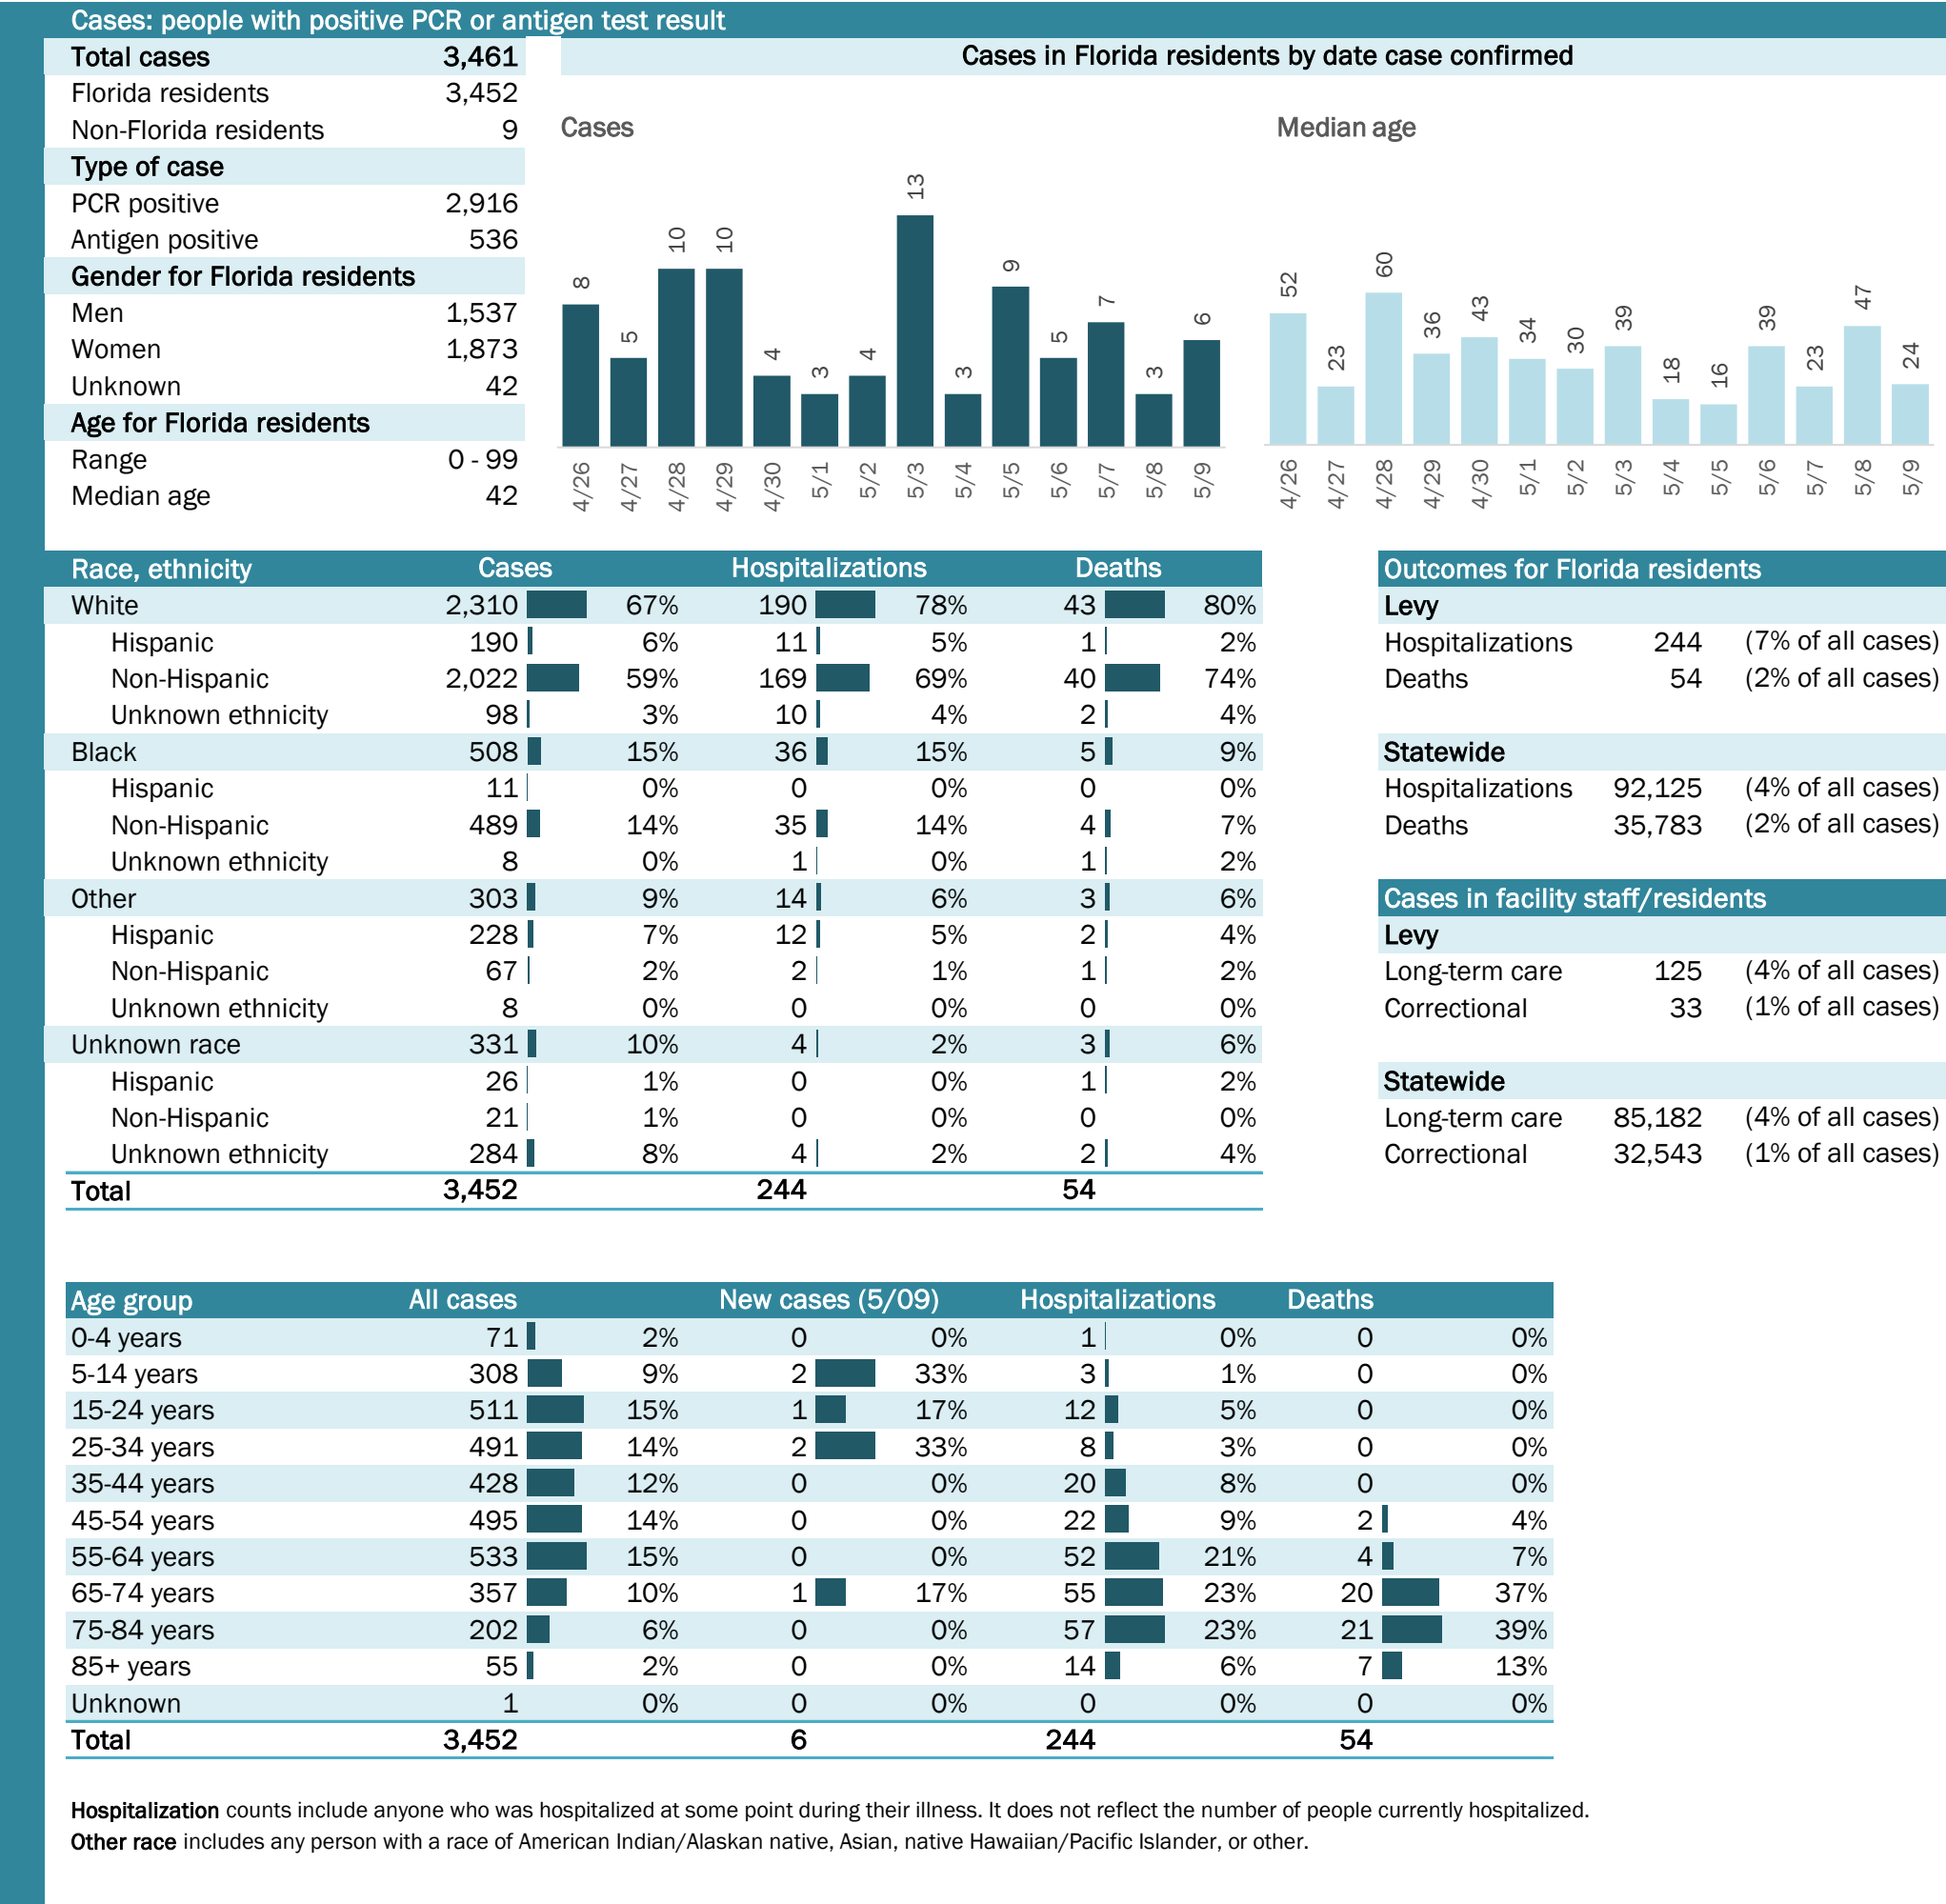 Cases: people with positive PCR or antigen test result
Total cases 3,461
Florida residents 3,452
Non-Florida residents 9
Type of case
PCR positive 2,916
Antigen positive 536
Gender for Florida residents
Men 1,537
Women 1,873
Unknown 42
Age for Florida residents
Range 0 - 99
Median age 42
Cases in Florida residents by date case confirmed
Cases
8 5 10 10 4 3 4 13 3 9 5 7 3 6
4/26 4/27 4/28 4/29 4/30 5/1 5/2 5/3 5/4 5/5 5/6 5/7 5/8 5/9
Median age
52 23 60 36 43 34 30 39 18 16 39 23 47 24
4/26 4/27 4/28 4/29 4/30 5/1 5/2 5/3 5/4 5/5 5/6 5/7 5/8 5/9
Race, ethnicity Cases Hospitalizations Deaths
White 2,310 67% 190 78% 43 80%
Hispanic 190 6% 11 5% 1 2%
Non-Hispanic 2,022 59% 169 69% 40 74%
Unknown ethnicity 98 3% 10 4% 2 4%
Black 508 15% 36 15% 5 9%
Hispanic 11 0% 0 0% 0 0%
Non-Hispanic 489 14% 35 14% 4 7%
Unknown ethnicity 8 0% 1 0% 1 2%
Other 303 9% 14 6% 3 6%
Hispanic 228 7% 12 5% 2 4%
Non-Hispanic 67 2% 2 1% 1 2%
Unknown ethnicity 8 0% 0 0% 0 0%
Unknown race 331 10% 4 2% 3 6%
Hispanic 26 1% 0 0% 1 2%
Non-Hispanic 21 1% 0 0% 0 0%
Unknown ethnicity 284 8% 4 2% 2 4%
Total 3,452 244 54
Outcomes for Florida residents
Levy
Hospitalizations 244 (7% of all cases)
Deaths 54 (2% of all cases)
Statewide
Hospitalizations 92,125 (4% of all cases)
Deaths 35,783 (2% of all cases)
Cases in facility staff/residents
Levy
Long-term care 125 (4% of all cases)
Correctional 33 (1% of all cases)
Statewide
Long-term care 85,182 (4% of all cases)
Correctional 32,543 (1% of all cases)
Age group All cases New cases (5/09) Hospitalizations Deaths
0-4 years 71 2% 0 0% 1 0% 0 0%
5-14 years 308 9% 2 33% 3 1% 0 0%
15-24 years 511 15% 1 17% 12 5% 0 0%
25-34 years 491 14% 2 33% 8 3% 0 0%
35-44 years 428 12% 0 0% 20 8% 0 0%
45-54 years 495 14% 0 0% 22 9% 2 4%
55-64 years 533 15% 0 0% 52 21% 4 7%
65-74 years 357 10% 1 17% 55 23% 20 37%
75-84 years 202 6% 0 0% 57 23% 21 39%
85+ years 55 2% 0 0% 14 6% 7 13%
Unknown 1 0% 0 0% 0 0% 0 0%
Total 3,452 6 244 54
Hospitalization counts include anyone who was hospitalized at some point during their illness. It does not reflect the number of people currently hospitalized.
Other race includes any person with a race of American Indian/Alaskan native, Asian, native Hawaiian/Pacific Islander, or other.